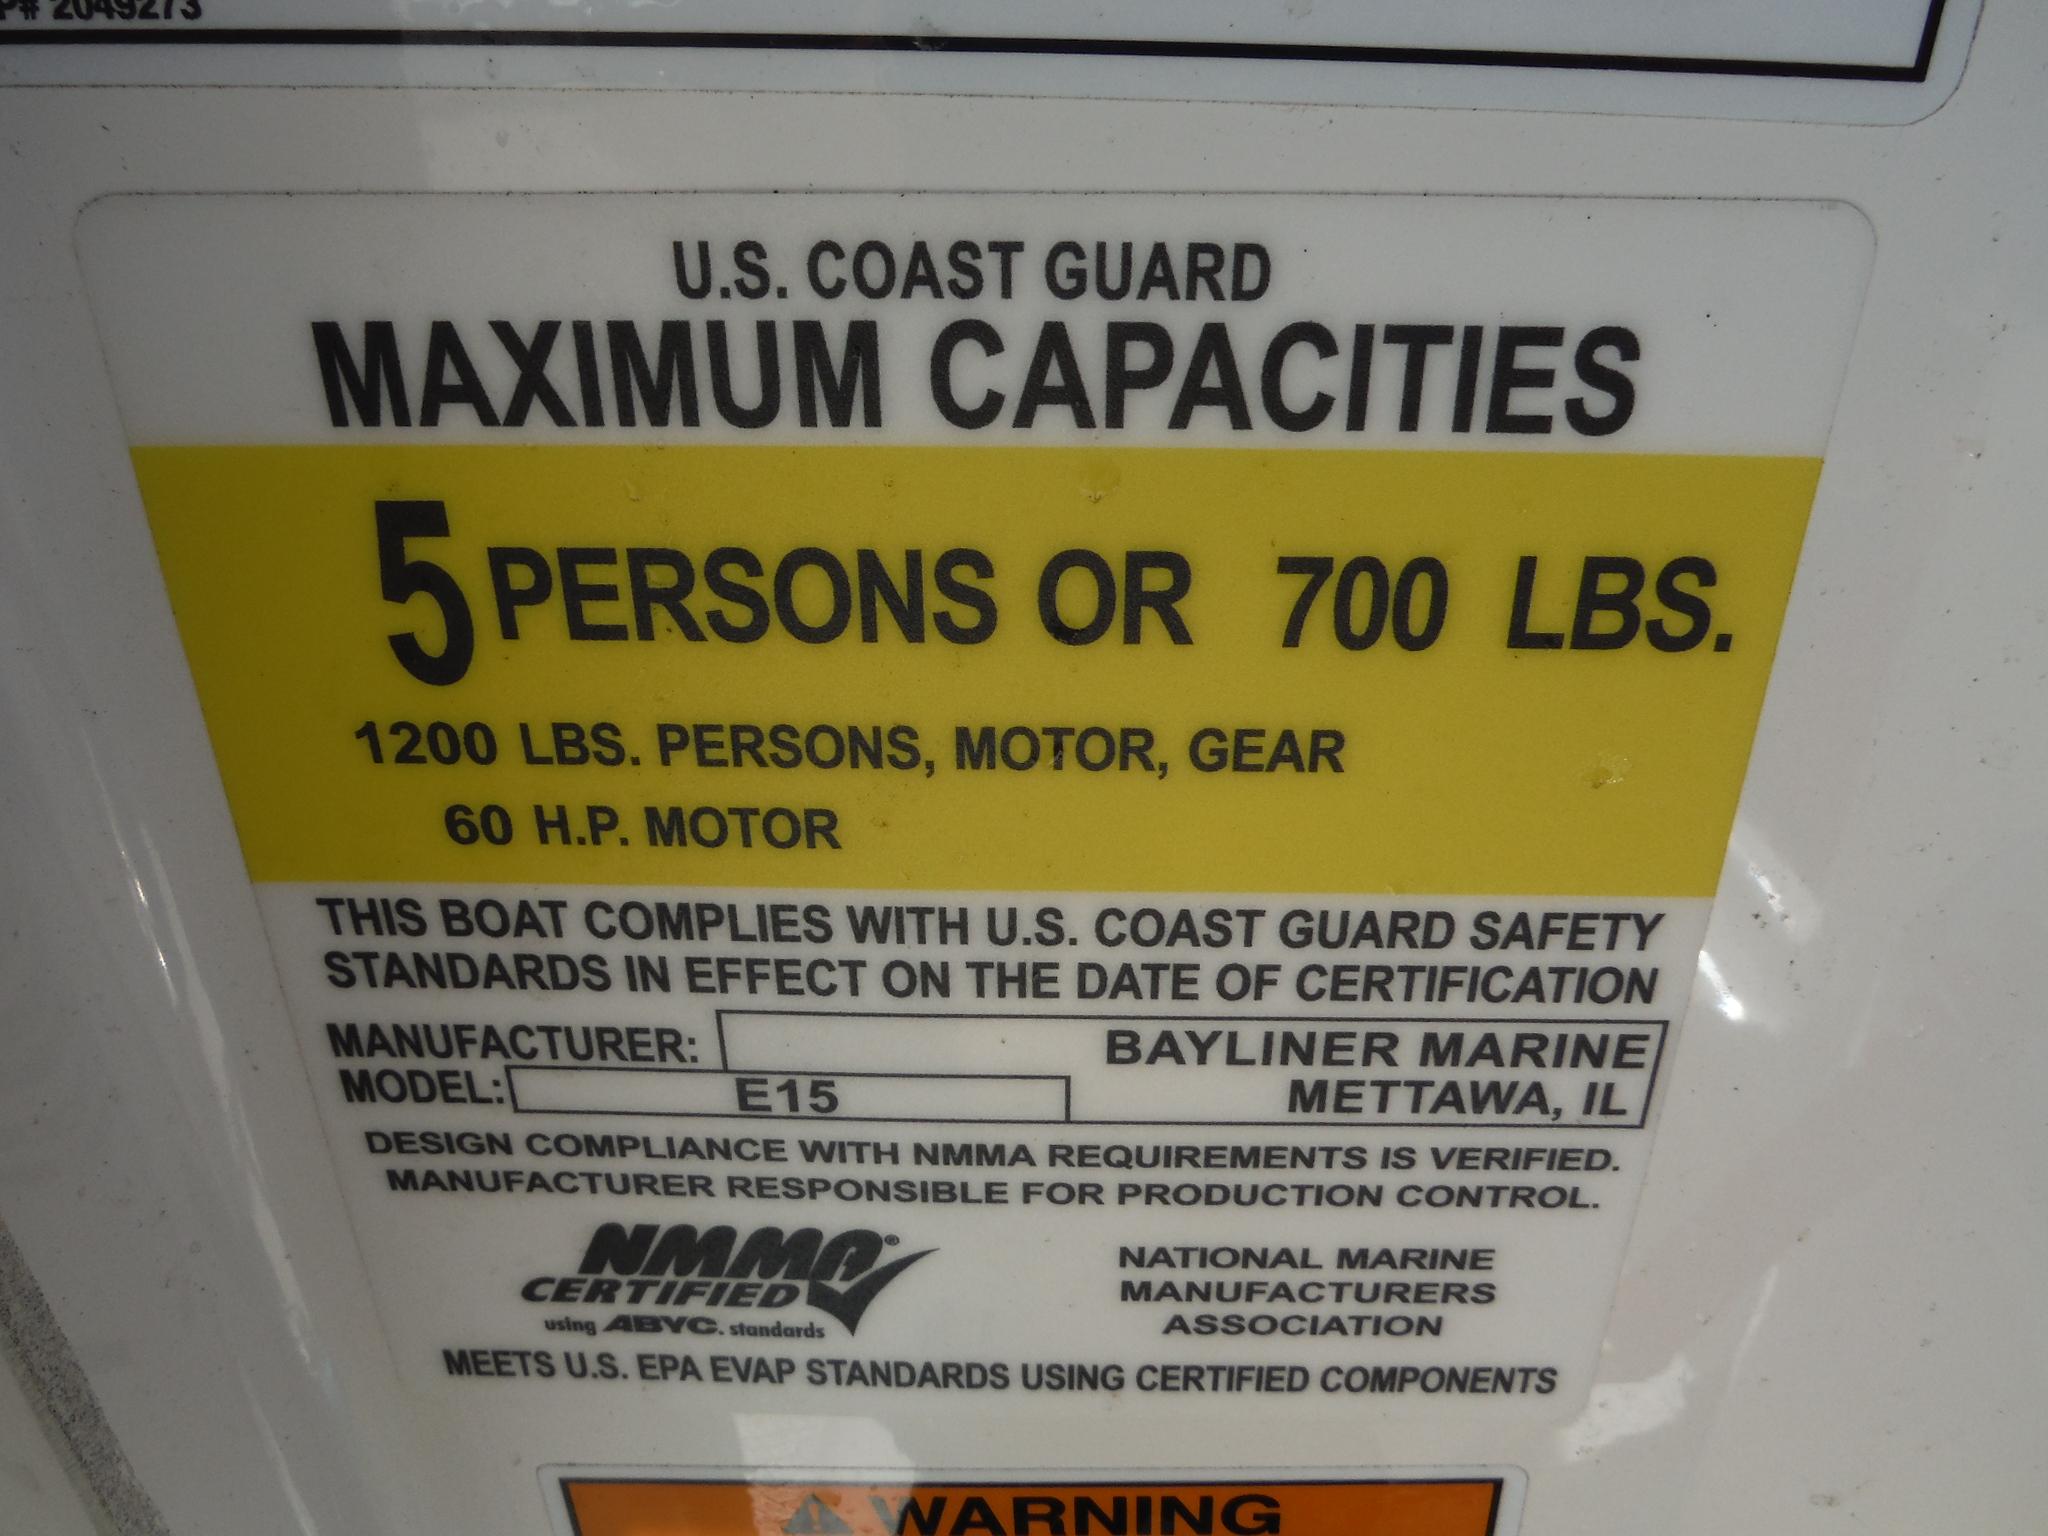 P# 2049273
U.S. COAST GUARD
MAXIMUM CAPACITIES
5 PERSONS OR 700 LBS.
1200 LBS. PERSONS, MOTOR, GEAR
60 H.P. MOTOR
THIS BOAT COMPLIES WITH U.S. COAST GUARD SAFETY
STANDARDS IN EFFECT ON THE DATE OF CERTIFICATION
MANUFACTURER: BAYLINER MARINE
MODEL: E15 METTAWA, IL
DESIGN COMPLIANCE WITH NMMA REQUIREMENTS IS VERIFIED.
MANUFACTURER RESPONSIBLE FOR PRODUCTION CONTROL.
NMMA®
CERTIFIED
using ABYC. standards
NATIONAL MARINE
MANUFACTURERS
ASSOCIATION
MEETS U.S. EPA EVAP STANDARDS USING CERTIFIED COMPONENTS
WARNING